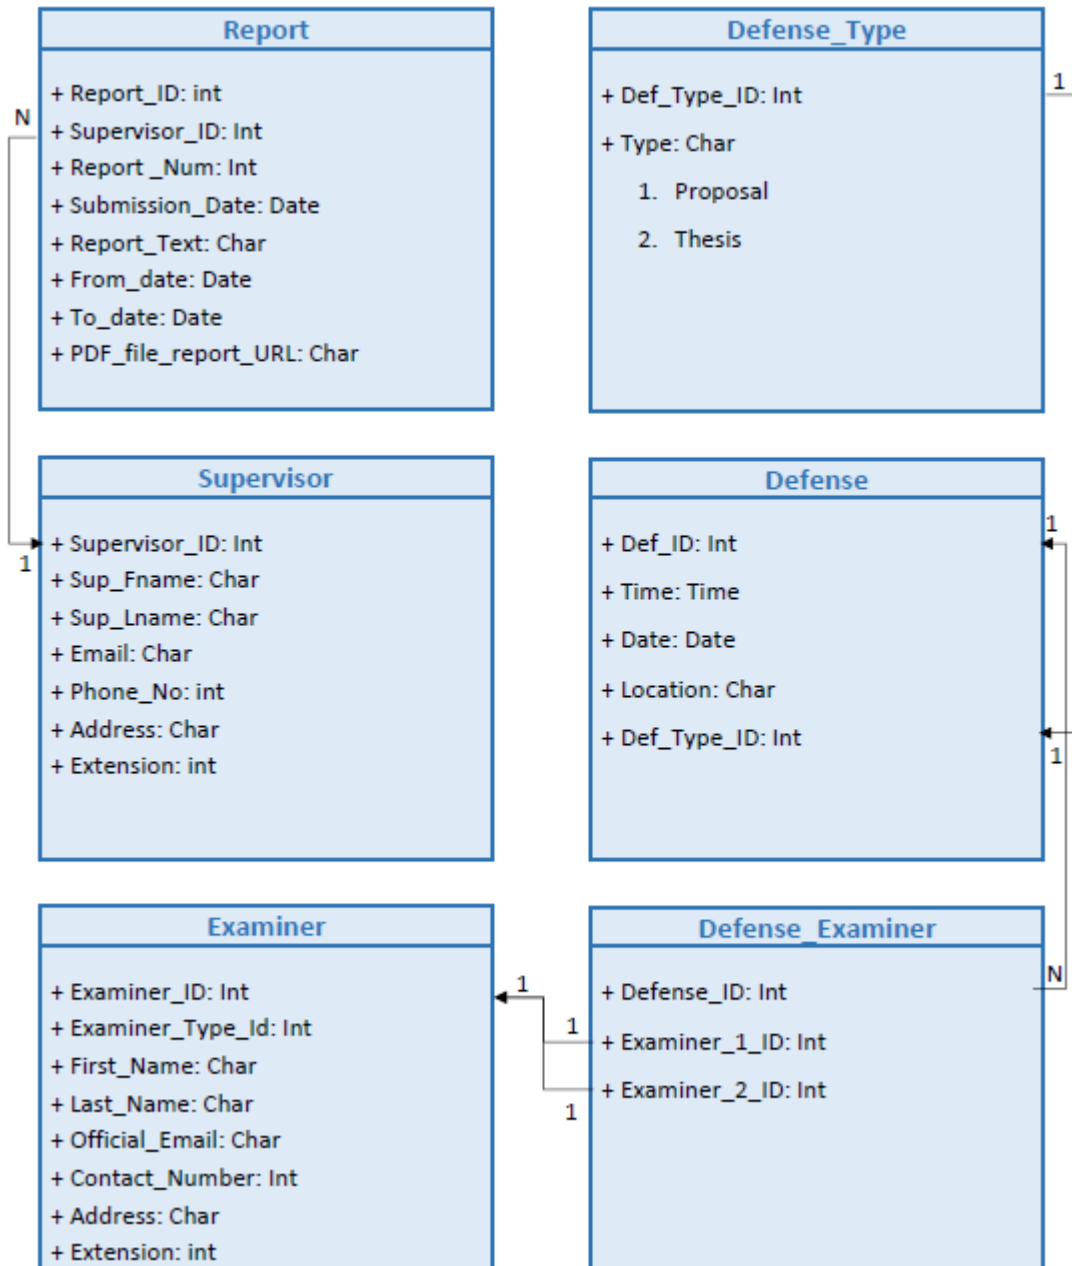 Report
+ Report_ID: int
+ Supervisor_ID: Int
+ Report _Num: Int
+ Submission_Date: Date
+ Report_Text: Char
+ From_date: Date
+ To_date: Date
+ PDF_file_report_URL: Char
N
Defense_Type
+ Def_Type_ID: Int
+ Type: Char
1. Proposal
2. Thesis
1
Supervisor
+ Supervisor_ID: Int
+ Sup_Fname: Char
+ Sup_Lname: Char
+ Email: Char
+ Phone_No: int
+ Address: Char
+ Extension: int
1
Defense
+ Def_ID: Int
+ Time: Time
+ Date: Date
+ Location: Char
+ Def_Type_ID: Int
1
1
Examiner
+ Examiner_ID: Int
+ Examiner_Type_Id: Int
+ First_Name: Char
+ Last_Name: Char
+ Official_Email: Char
+ Contact_Number: Int
+ Address: Char
+ Extension: int
1
1
1
Defense_Examiner
+ Defense_ID: Int
+ Examiner_1_ID: Int
+ Examiner_2_ID: Int
N